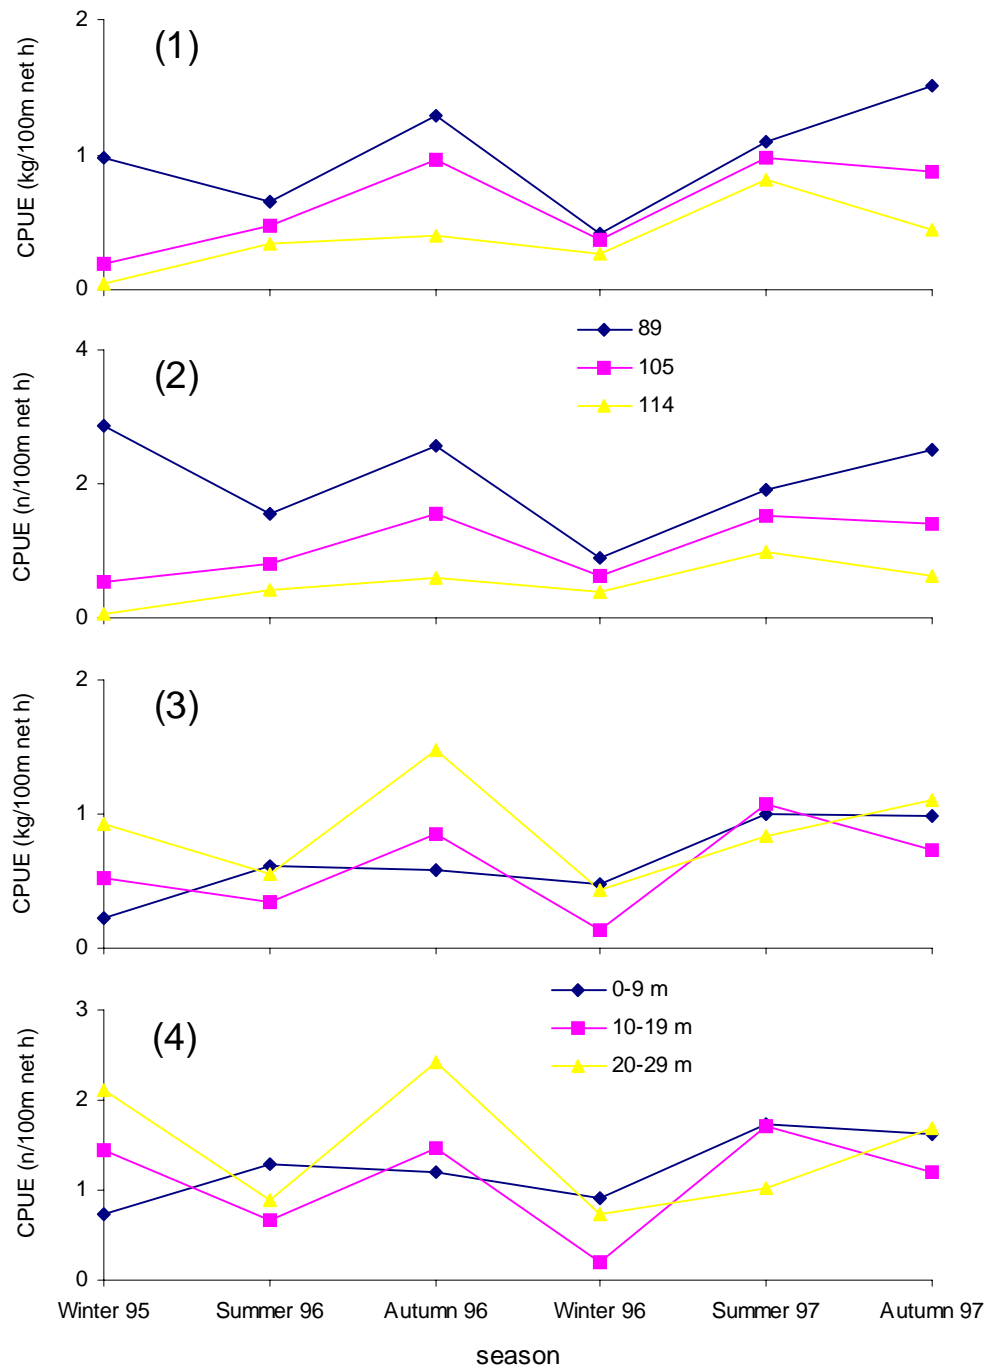 (1)
CPUE (kg/100m net h)
2
1
0
89
105
114
(2)
CPUE (n/100m net h)
4
2
0
(3)
CPUE (kg/100m net h)
2
1
0
0-9 m
10-19 m
20-29 m
(4)
CPUE (n/100m net h)
3
2
1
0
Winter 95 Summer 96 Autumn 96 Winter 96 Summer 97 Autumn 97
season